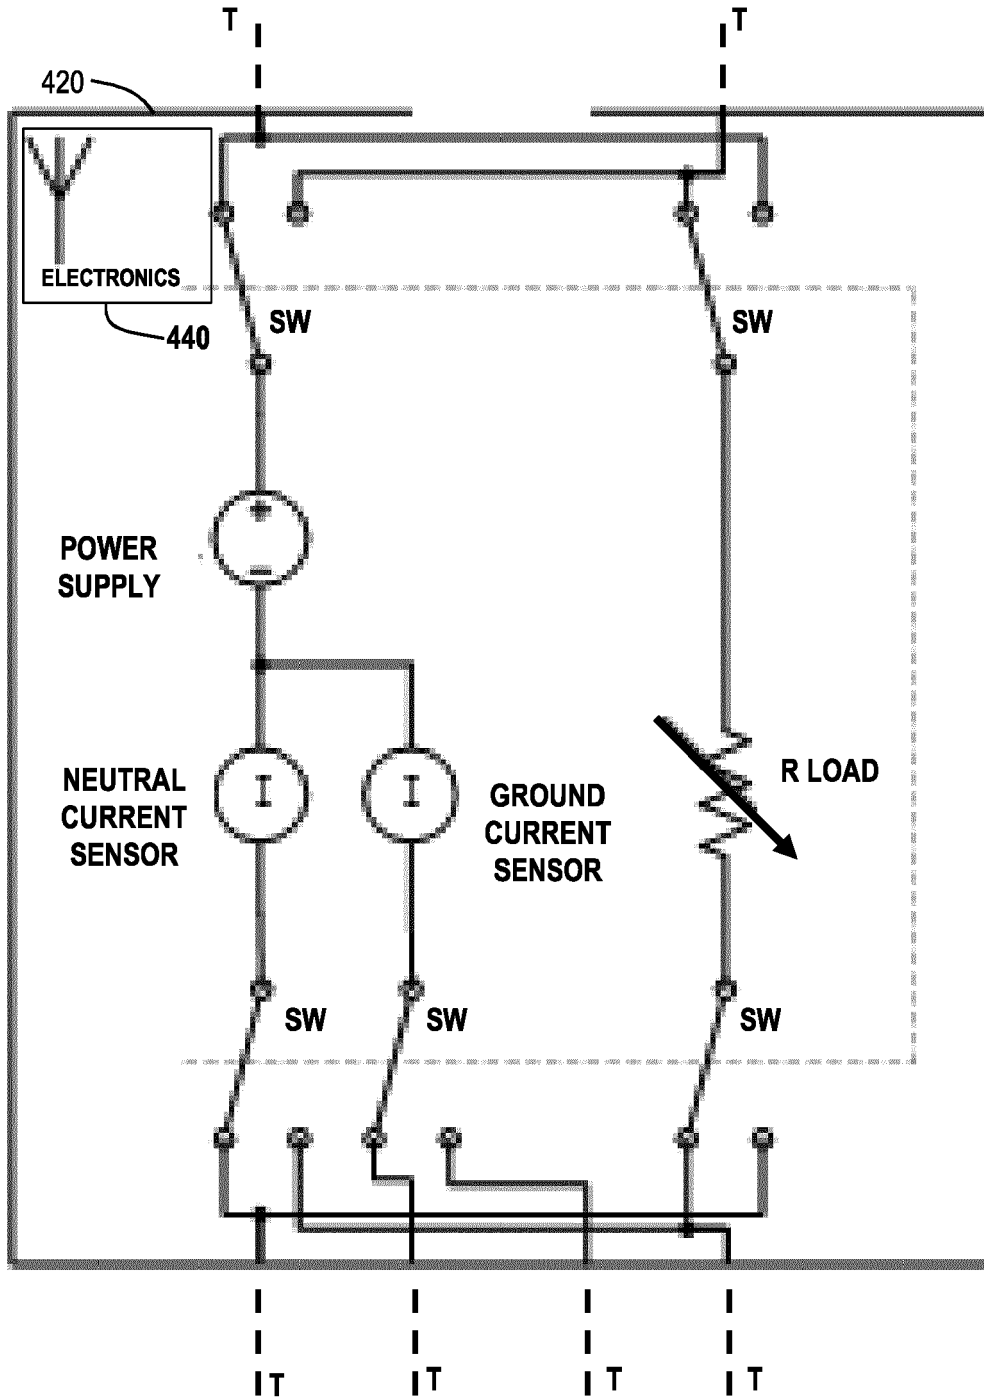 T
T
420
ELECTRONICS
440
SW
SW
POWER
SUPPLY
NEUTRAL
CURRENT
SENSOR
I
I
GROUND
CURRENT
SENSOR
R LOAD
SW
SW
SW
T
T
T
T